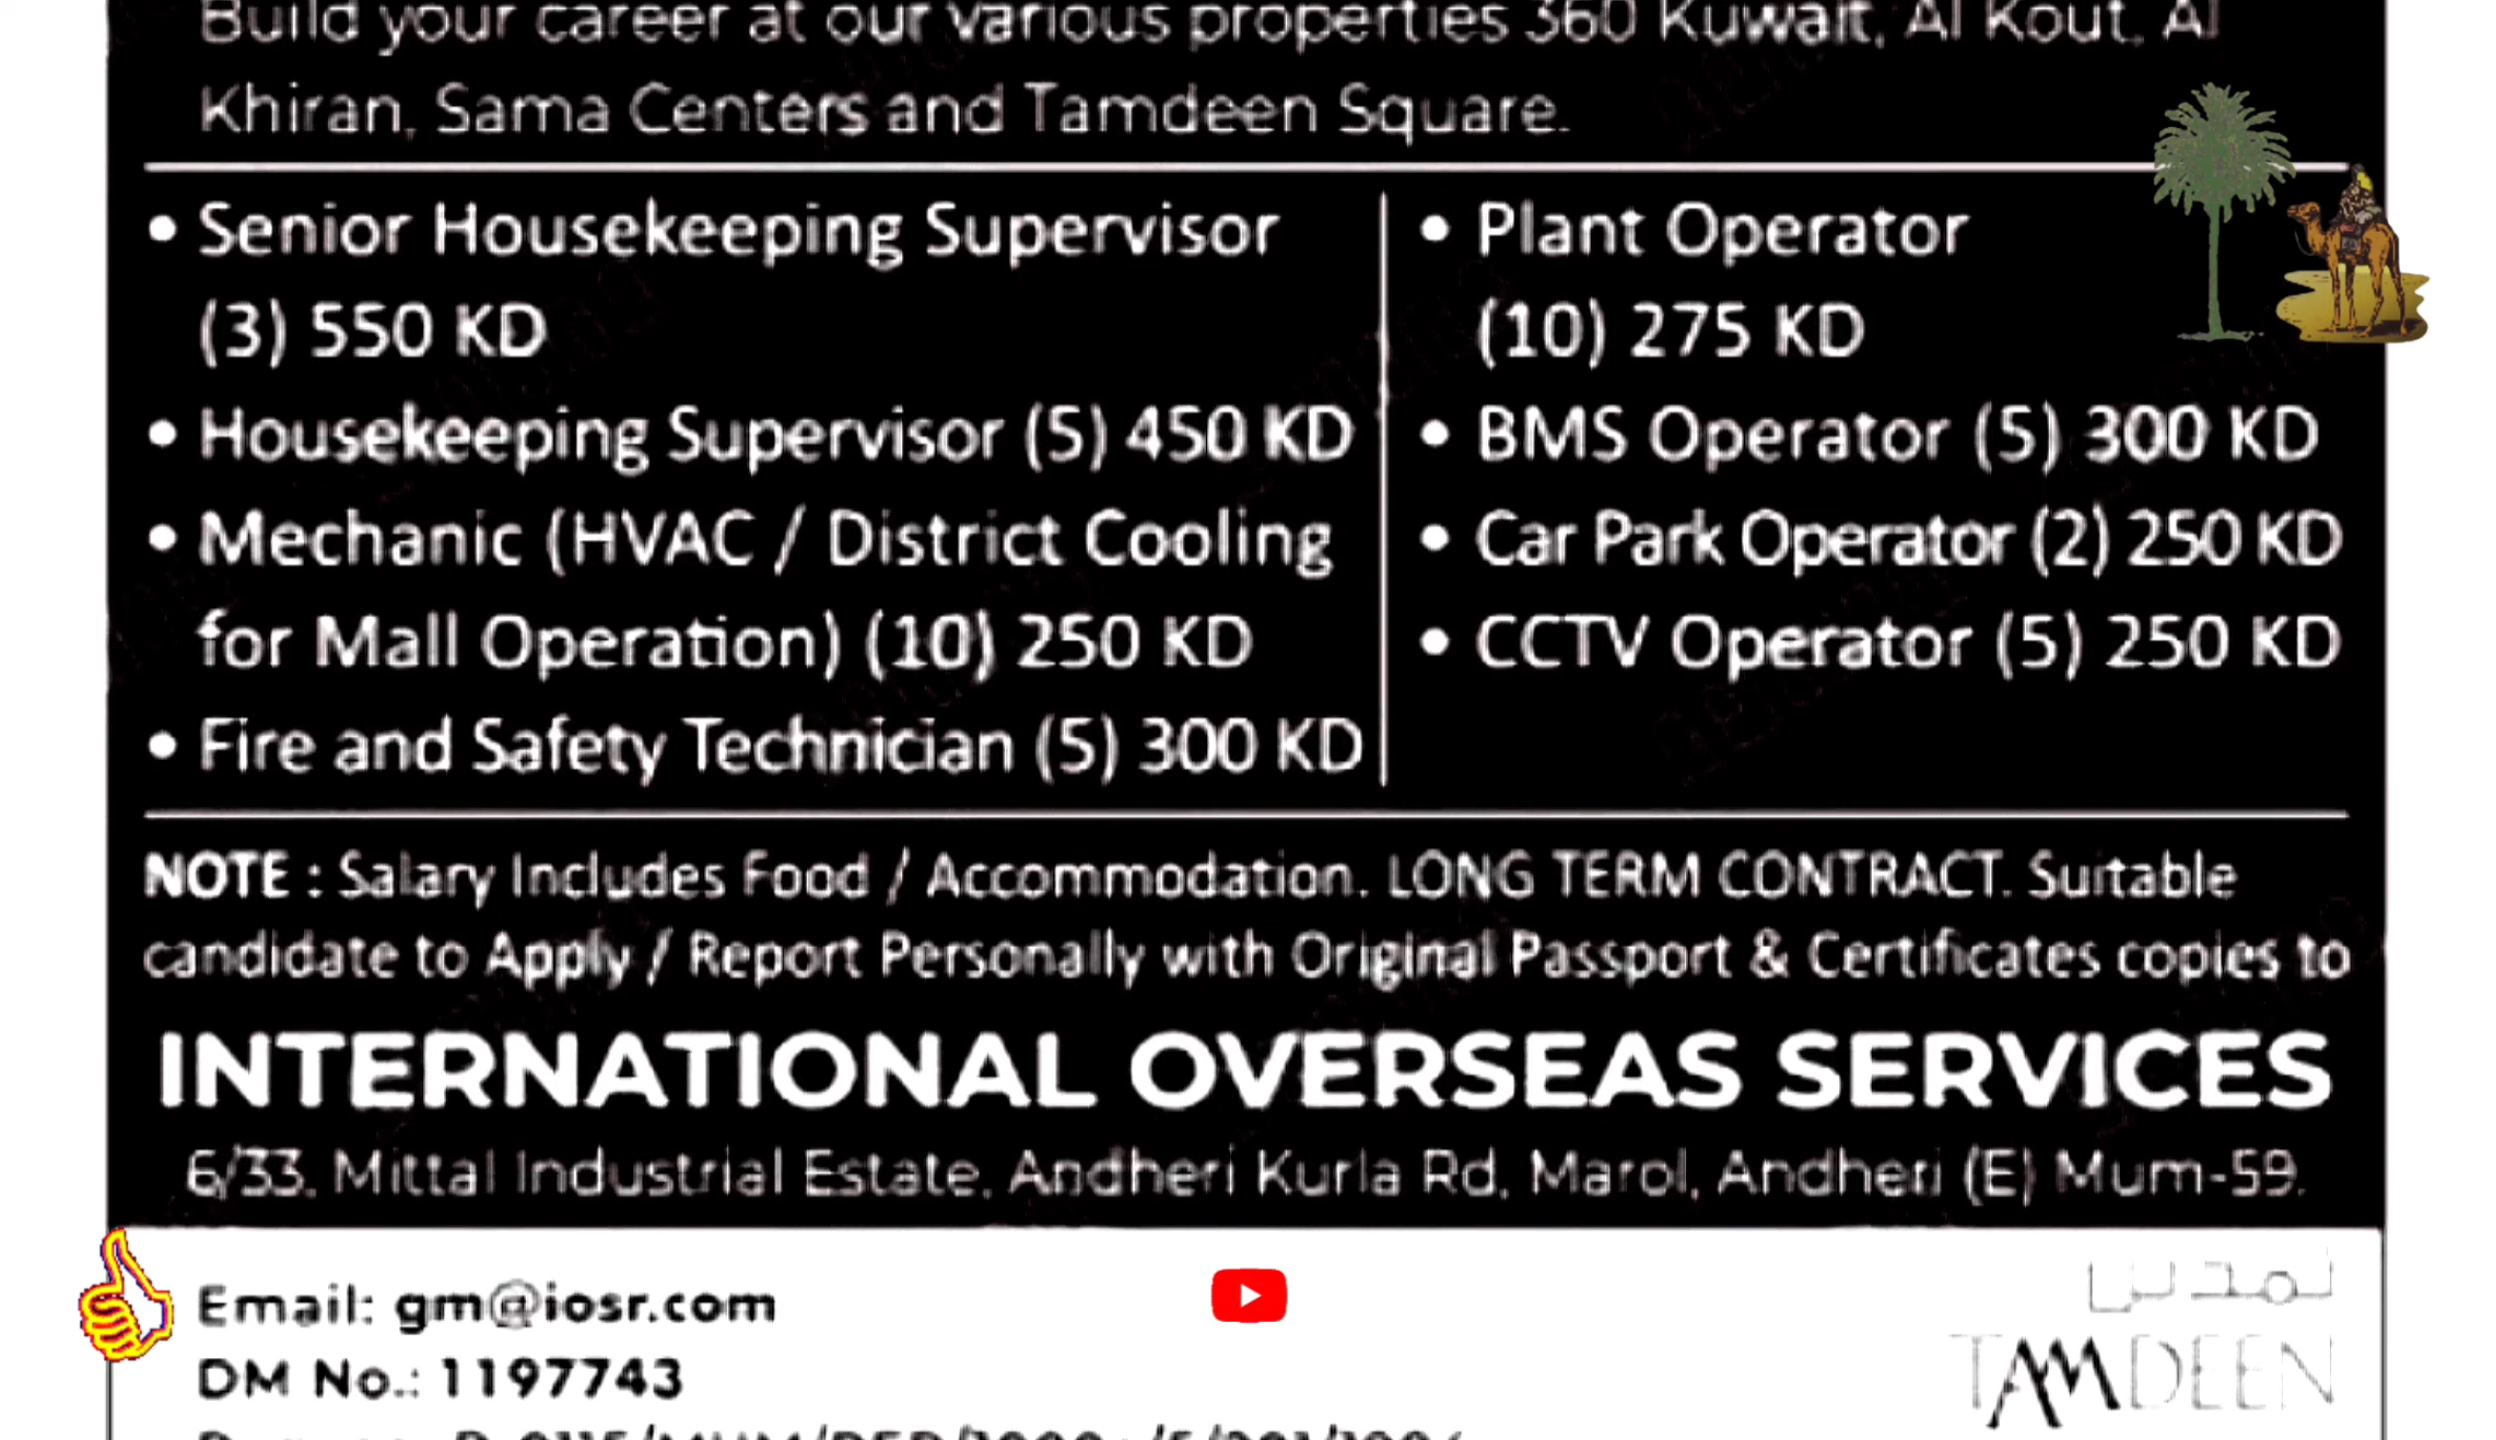 Build your career at our various properties 360 Kuwait, Al Kout, Al
Khiran, Sama Centers and Tamdeen Square.
• Senior Housekeeping Supervisor
(3) 550 KD
• Housekeeping Supervisor (5) 450 KD
• Mechanic (HVAC / District Cooling
for Mall Operation) (10) 250 KD
• Fire and Safety Technician (5) 300 KD
• Plant Operator
(10) 275 KD
• BMS Operator (5) 300 KD
• Car Park Operator (2) 250 KD
• CCTV Operator (5) 250 KD
NOTE : Salary Includes Food / Accommodation. LONG TERM CONTRACT. Suitable
candidate to Apply / Report Personally with Original Passport & Certificates copies to
INTERNATIONAL OVERSEAS SERVICES
6/33, Mittal Industrial Estate, Andheri Kurla Rd, Marol, Andheri (E) Mum-59.
Email: gm@iosr.com
DM No.: 1197743
تمدين
TAMDEEN